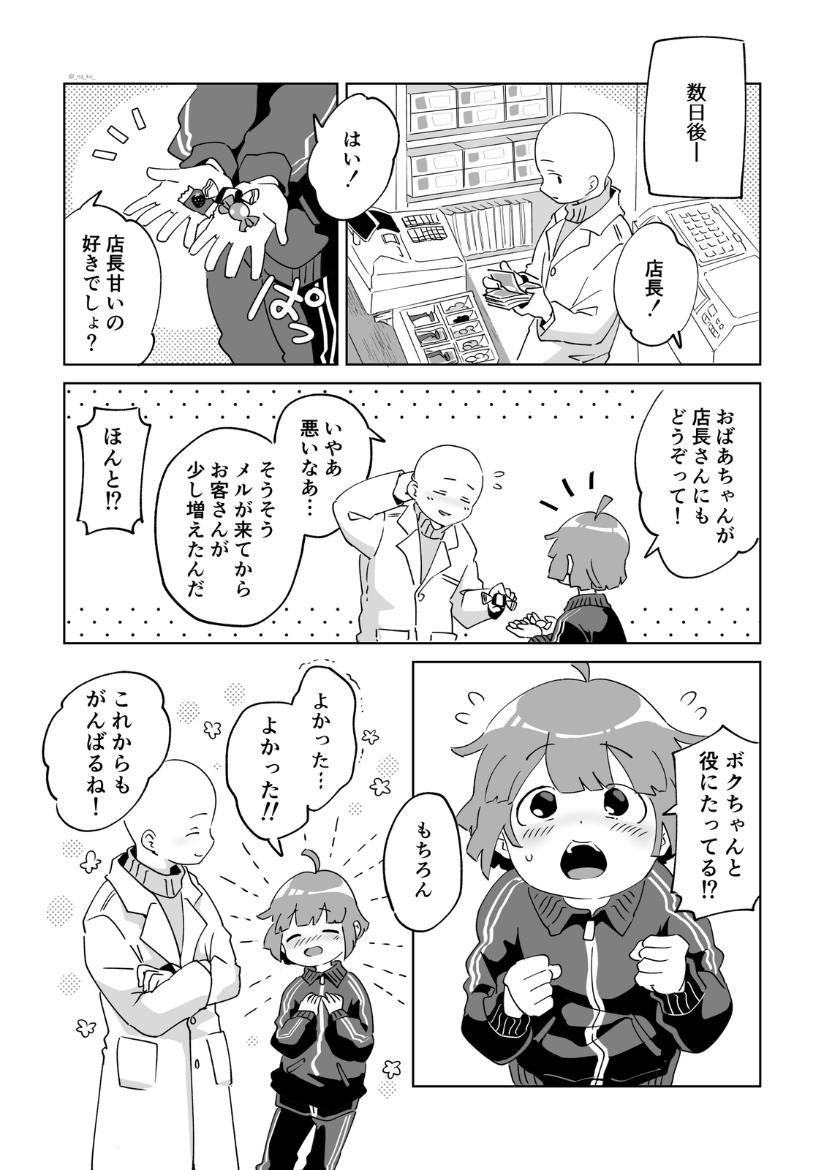 数日後ー
店長！
はい！
ぱっ
店長甘いの
好きでしょ？
おばあちゃんが
店長さんにも
どうぞって！
いやあ
悪いなあ…
そうそう
メルが来てから
お客さんが
少し増えたんだ
ほんと!?
ボクちゃんと
役にたってる!?
もちろん
よかった…
よかった!!
これからも
がんばるね！
@_na_ko_